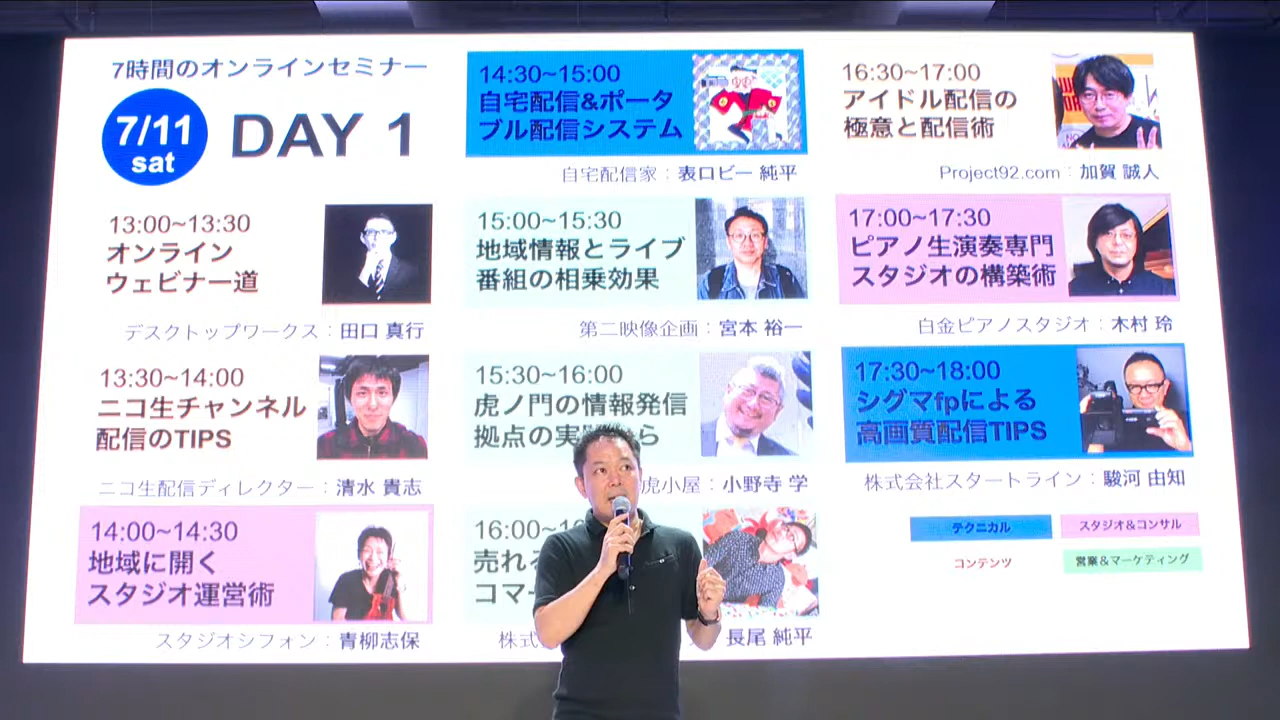 7時間のオンラインセミナー
7/11
sat
DAY 1
13:00~13:30
オンライン
ウェビナー道
デスクトップワークス：田口 真行
13:30~14:00
ニコ生チャンネル
配信のTIPS
ニコ生配信ディレクター：清水 貴志
14:00~14:30
地域に開く
スタジオ運営術
スタジオシフォン：青柳志保
14:30~15:00
自宅配信&ポータ
ブル配信システム
自宅配信家：表ロビー 純平
15:00~15:30
地域情報とライブ
番組の相乗効果
第二映像企画：宮本 裕一
15:30~16:00
虎ノ門の情報発信
拠点の実 ら
虎小屋：小野寺 学
16:00~
売れ
コマ
株式
長尾 純平
16:30~17:00
アイドル配信の
極意と配信術
Project92.com：加賀 誠人
17:00~17:30
ピアノ生演奏専門
スタジオの構築術
白金ピアノスタジオ：木村 玲
17:30~18:00
シグマfpによる
高画質配信TIPS
株式会社スタートライン：駿河 由知
テクニカル
スタジオ&コンサル
コンテンツ
営業&マーケティング